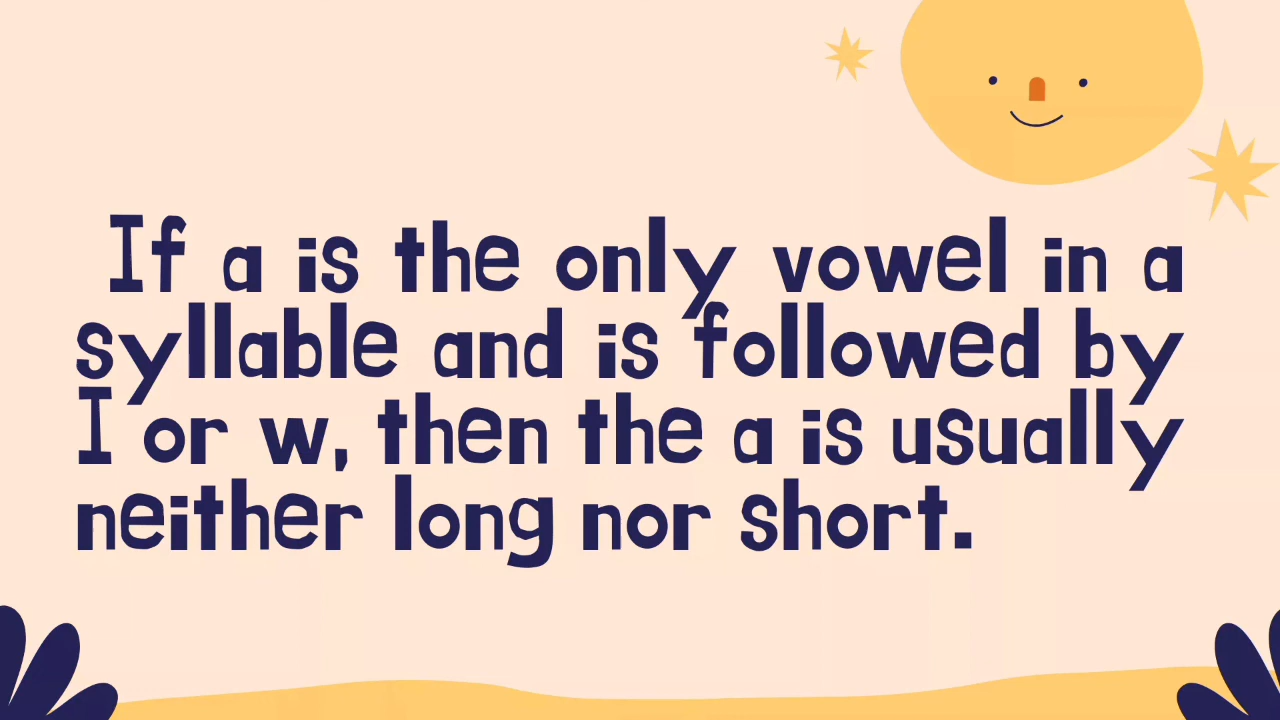 If a is the only vowel in a
syllable and is followed by
I or w, then the a is usually
neither long nor short.